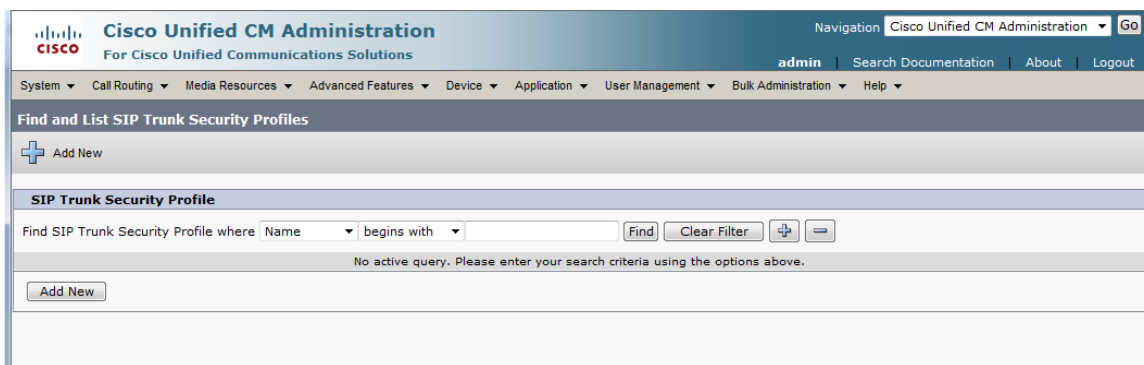 CISCO
Cisco Unified CM Administration
For Cisco Unified Communications Solutions
Navigation Cisco Unified CM Administration Go
admin | Search Documentation | About | Logout
System Call Routing Media Resources Advanced Features Device Application User Management Bulk Administration Help
Find and List SIP Trunk Security Profiles
Add New
SIP Trunk Security Profile
Find SIP Trunk Security Profile where Name begins with Find Clear Filter
No active query. Please enter your search criteria using the options above.
Add New